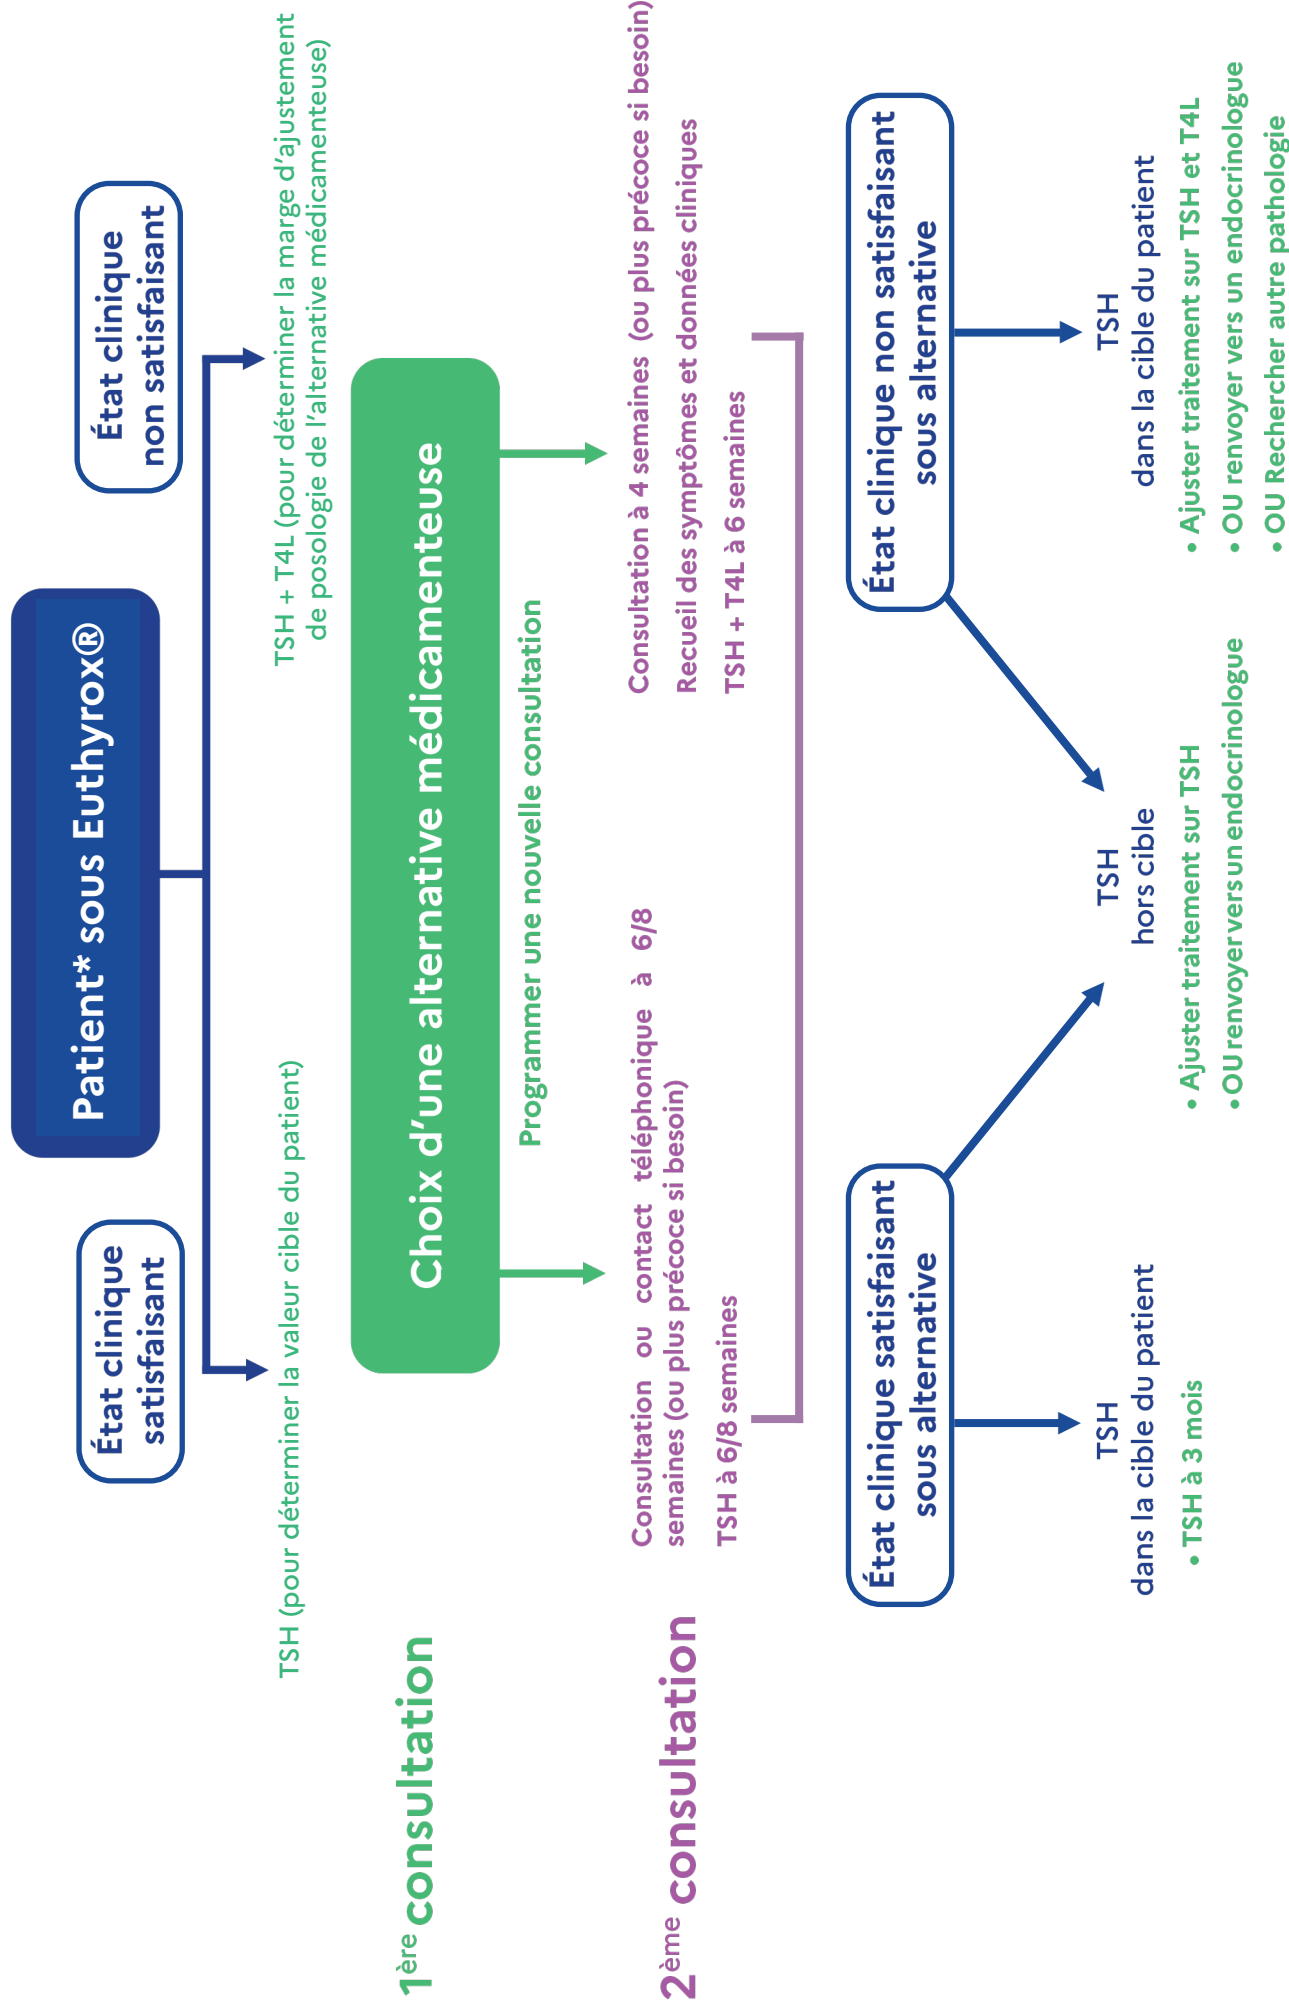 Patient* sous Euthyrox®
État clinique
satisfaisant
État clinique
non satisfaisant
TSH (pour déterminer la valeur cible du patient)
TSH + T4L (pour déterminer la marge d’ajustement
de posologie de l’alternative médicamenteuse)
1ère consultation
Choix d’une alternative médicamenteuse
Programmer une nouvelle consultation
2ème consultation
Consultation ou contact téléphonique à 6/8
semaines (ou plus précoce si besoin)
TSH à 6/8 semaines
Consultation à 4 semaines (ou plus précoce si besoin)
Recueil des symptômes et données cliniques
TSH + T4L à 6 semaines
État clinique satisfaisant
sous alternative
État clinique non satisfaisant
sous alternative
TSH
dans la cible du patient
• TSH à 3 mois
TSH
hors cible
• Ajuster traitement sur TSH
• OU renvoyer vers un endocrinologue
TSH
dans la cible du patient
• Ajuster traitement sur TSH et T4L
• OU renvoyer vers un endocrinologue
• OU Rechercher autre pathologie